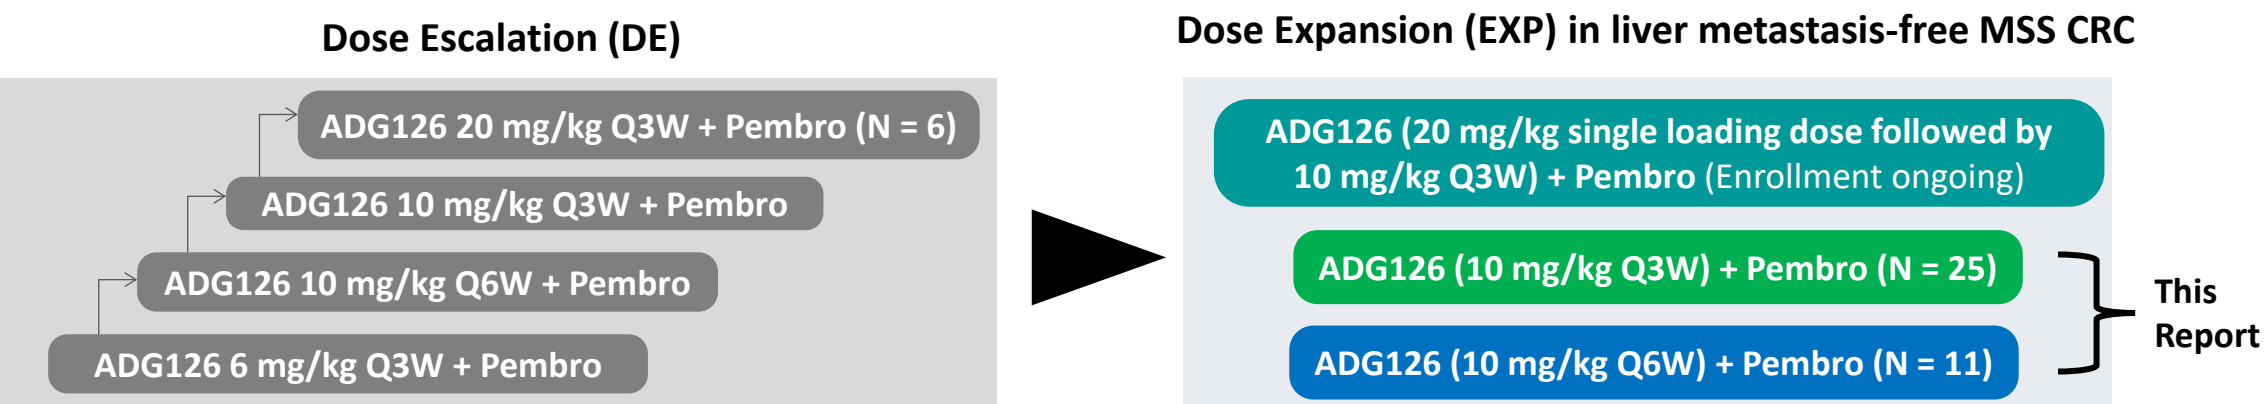 Dose Escalation (DE)
ADG126 20 mg/kg Q3W + Pembro (N = 6)
ADG126 10 mg/kg Q3W + Pembro
ADG126 10 mg/kg Q6W + Pembro
ADG126 6 mg/kg Q3W + Pembro
Dose Expansion (EXP) in liver metastasis-free MSS CRC
ADG126 (20 mg/kg single loading dose followed by
10 mg/kg Q3W) + Pembro (Enrollment ongoing)
ADG126 (10 mg/kg Q3W) + Pembro (N = 25)
ADG126 (10 mg/kg Q6W) + Pembro (N = 11)
This
Report